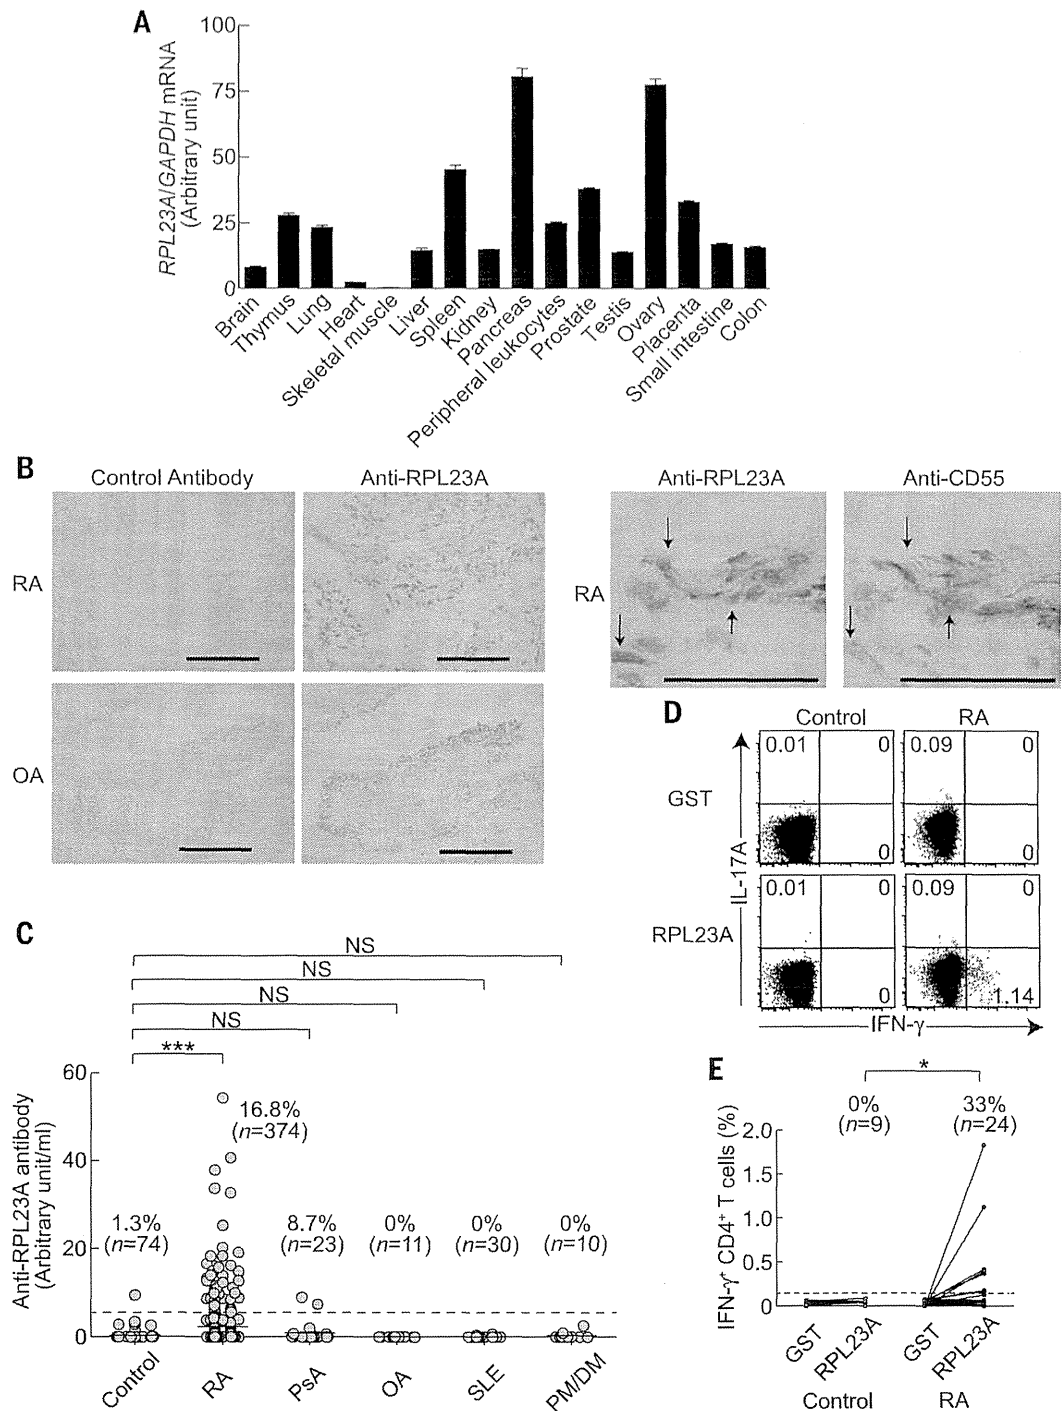 A
RPL23A/GAPDH mRNA
(Arbitrary unit)
100
75
50
25
0
Brain
Thymus
Lung
Heart
Skeletal muscle
Liver
Spleen
Kidney
Pancreas
Peripheral leukocytes
Prostate
Testis
Ovary
Placenta
Small intestine
Colon
B
Control Antibody
Anti-RPL23A
Anti-RPL23A
Anti-CD55
RA
RA
OA
D
Control
RA
GST
0.01
0
0
0.09
0
0
RPL23A
0.01
0
0
0.09
0
1.14
IL-17A
IFN-γ
C
NS
NS
NS
NS
***
Anti-RPL23A antibody
(Arbitrary unit/ml)
60
40
20
0
1.3%
(n=74)
16.8%
(n=374)
8.7%
(n=23)
0%
(n=11)
0%
(n=30)
0%
(n=10)
Control
RA
PsA
OA
SLE
PM/DM
E
*
IFN-γ+ CD4+ T cells (%)
2.0
1.5
1.0
0.5
0
0%
(n=9)
33%
(n=24)
GST
RPL23A
GST
RPL23A
Control
RA